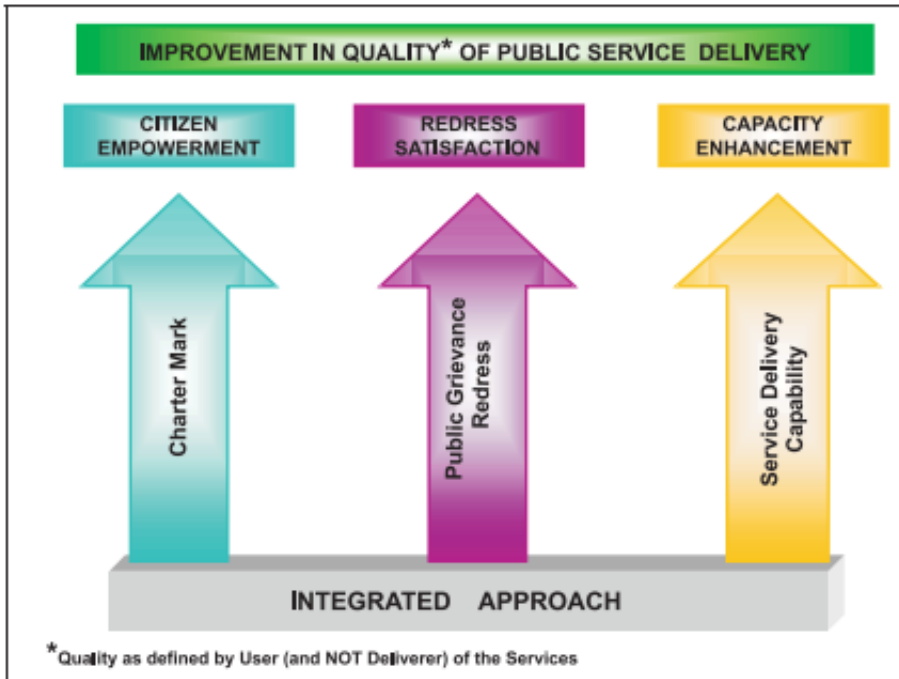 IMPROVEMENT IN QUALITY* OF PUBLIC SERVICE DELIVERY
CITIZEN
EMPOWERMENT
REDRESS
SATISFACTION
CAPACITY
ENHANCEMENT
Charter Mark
Public Grievance
Redress
Service Delivery
Capability
INTEGRATED APPROACH
*Quality as defined by User (and NOT Deliverer) of the Services